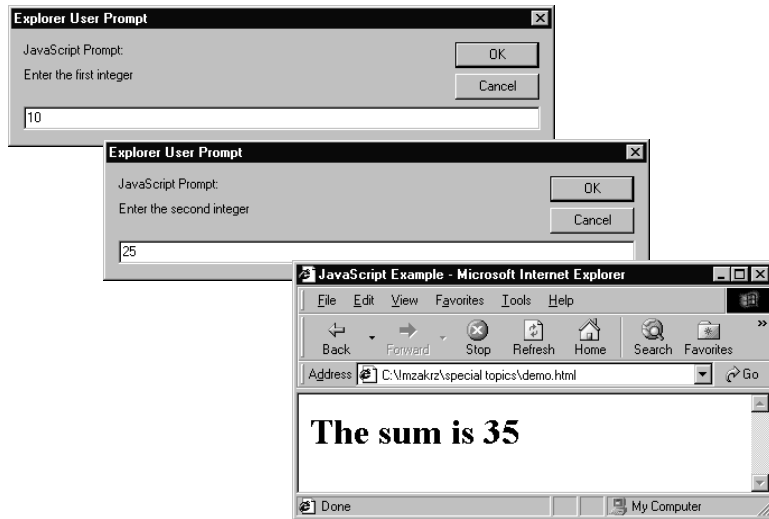 Explorer User Prompt
JavaScript Prompt:
Enter the first integer
OK
Cancel
10
Explorer User Prompt
JavaScript Prompt:
Enter the second integer
OK
Cancel
25
JavaScript Example - Microsoft Internet Explorer
File Edit View Favorites Tools Help
Back Forward Stop Refresh Home Search Favorites »
Address C:\!mzakrz\special topics\demo.html Go
The sum is 35
Done My Computer